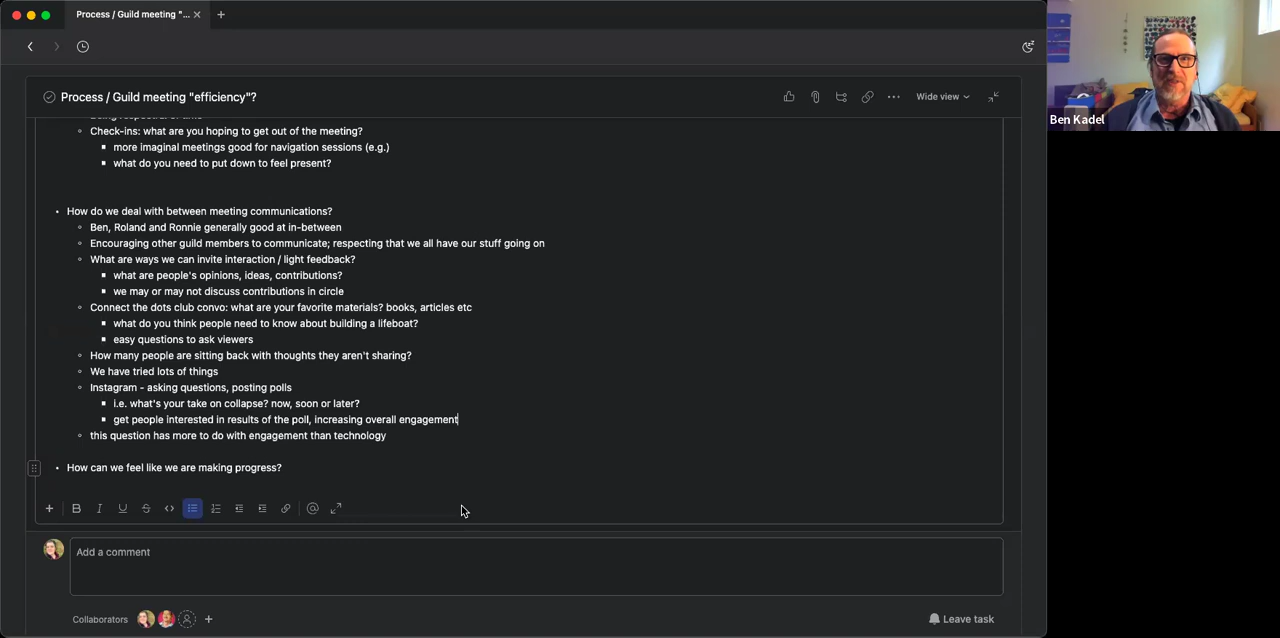 Process / Guild meeting "...
Process / Guild meeting "efficiency"?
Wide view
Being respectful of time
Check-ins: what are you hoping to get out of the meeting?
more imaginal meetings good for navigation sessions (e.g.)
what do you need to put down to feel present?
How do we deal with between meeting communications?
Ben, Roland and Ronnie generally good at in-between
Encouraging other guild members to communicate; respecting that we all have our stuff going on
What are ways we can invite interaction / light feedback?
what are people's opinions, ideas, contributions?
we may or may not discuss contributions in circle
Connect the dots club convo: what are your favorite materials? books, articles etc
what do you think people need to know about building a lifeboat?
easy questions to ask viewers
How many people are sitting back with thoughts they aren't sharing?
We have tried lots of things
Instagram - asking questions, posting polls
i.e. what's your take on collapse? now, soon or later?
get people interested in results of the poll, increasing overall engagement
this question has more to do with engagement than technology
How can we feel like we are making progress?
Add a comment
Collaborators
Leave task
Ben Kadel